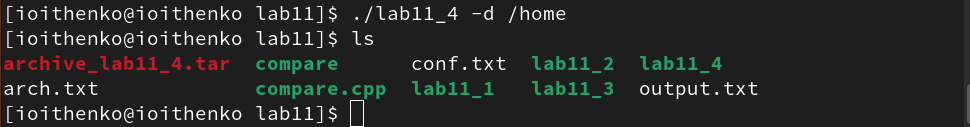 [ioithenko@ioithenko lab11]$ ./lab11_4 -d /home
[ioithenko@ioithenko lab11]$ ls
archive_lab11_4.tar  compare      conf.txt  lab11_2  lab11_4
arch.txt             compare.cpp  lab11_1   lab11_3  output.txt
[ioithenko@ioithenko lab11]$